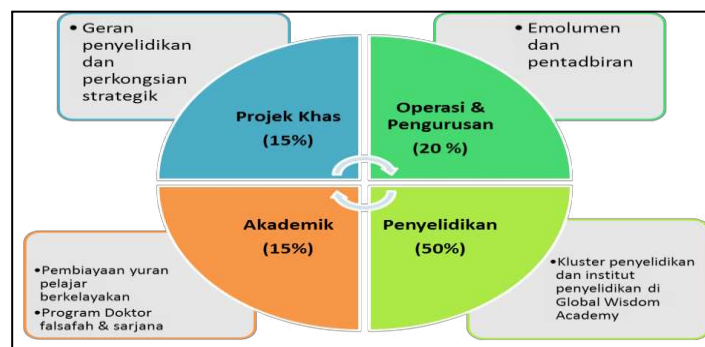 • Geran
penyelidikan
dan
perkongsian
strategik
• Emolumen
dan
pentadbiran
Projek Khas
(15%)
Operasi &
Pengurusan
(20 %)
Akademik
(15%)
Penyelidikan
(50%)
•Pembiayaan yuran
pelajar
berkelayakan
•Program Doktor
falsafah & sarjana
•Kluster penyelidikan
dan institut
penyelidikan di
Global Wisdom
Academy